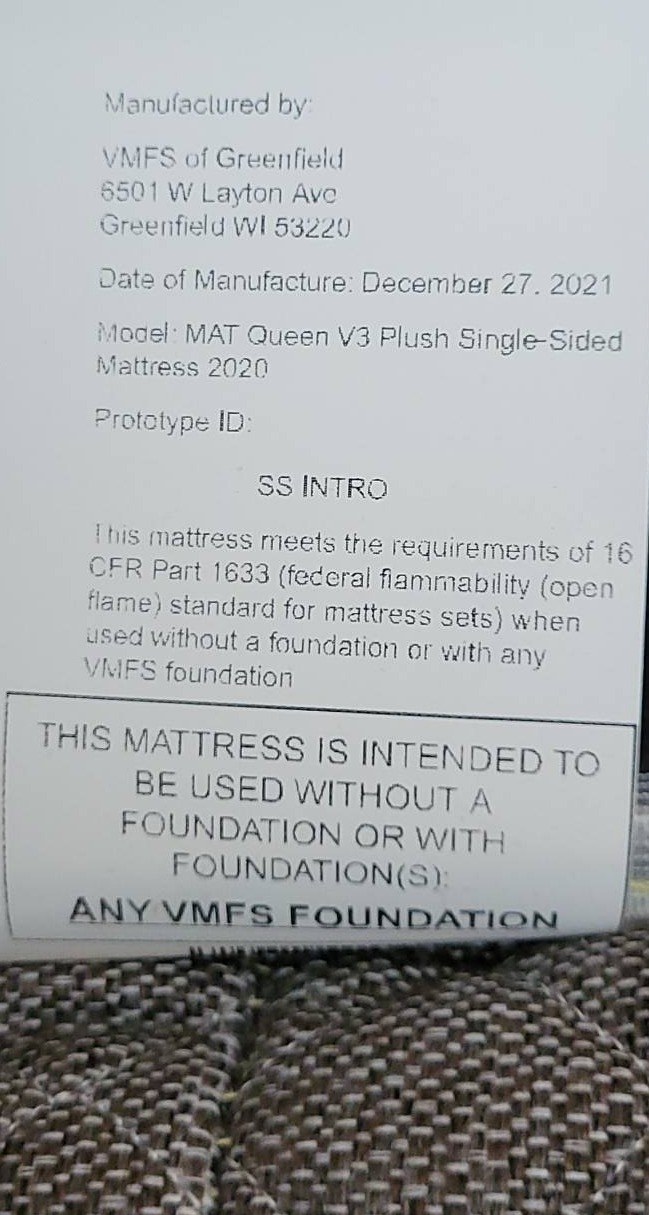 Manufactured by:
VMFS of Greenfield
6501 W Layton Ave
Greenfield WI 53220
Date of Manufacture: December 27. 2021
Model: MAT Queen V3 Plush Single-Sided
Mattress 2020
Prototype ID:
SS INTRO
This mattress meets the requirements of 16
CFR Part 1633 (federal flammability (open
flame) standard for mattress sets) when
used without a foundation or with any
VMFS foundation
THIS MATTRESS IS INTENDED TO
BE USED WITHOUT A
FOUNDATION OR WITH
FOUNDATION(S):
ANY VMFS FOUNDATION